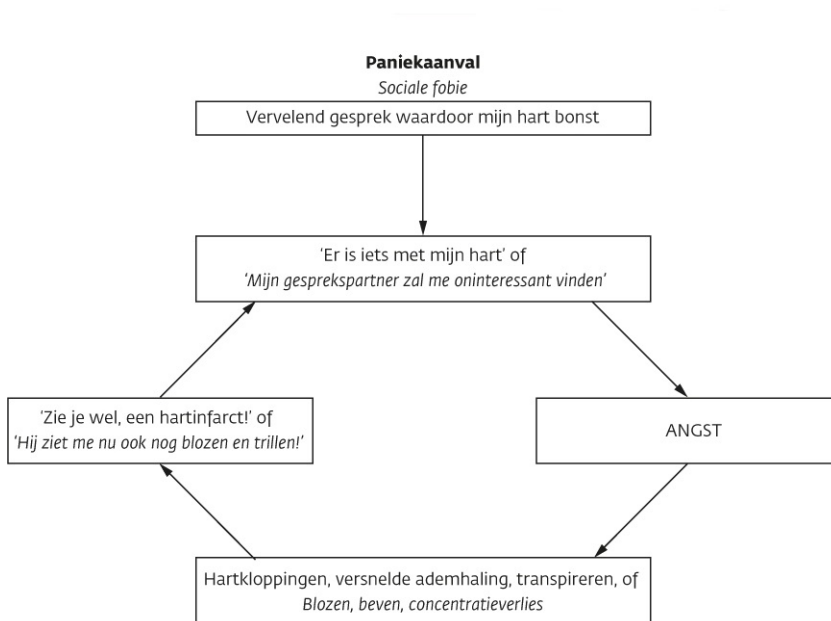 Paniekaanval
Sociale fobie
Vervelend gesprek waardoor mijn hart bonst
'Er is iets met mijn hart' of
'Mijn gesprekspartner zal me oninteressant vinden'
ANGST
Hartkloppingen, versnelde ademhaling, transpireren, of
Blozen, beven, concentratieverlies
'Zie je wel, een hartinfarct!' of
'Hij ziet me nu ook nog blozen en trillen!'